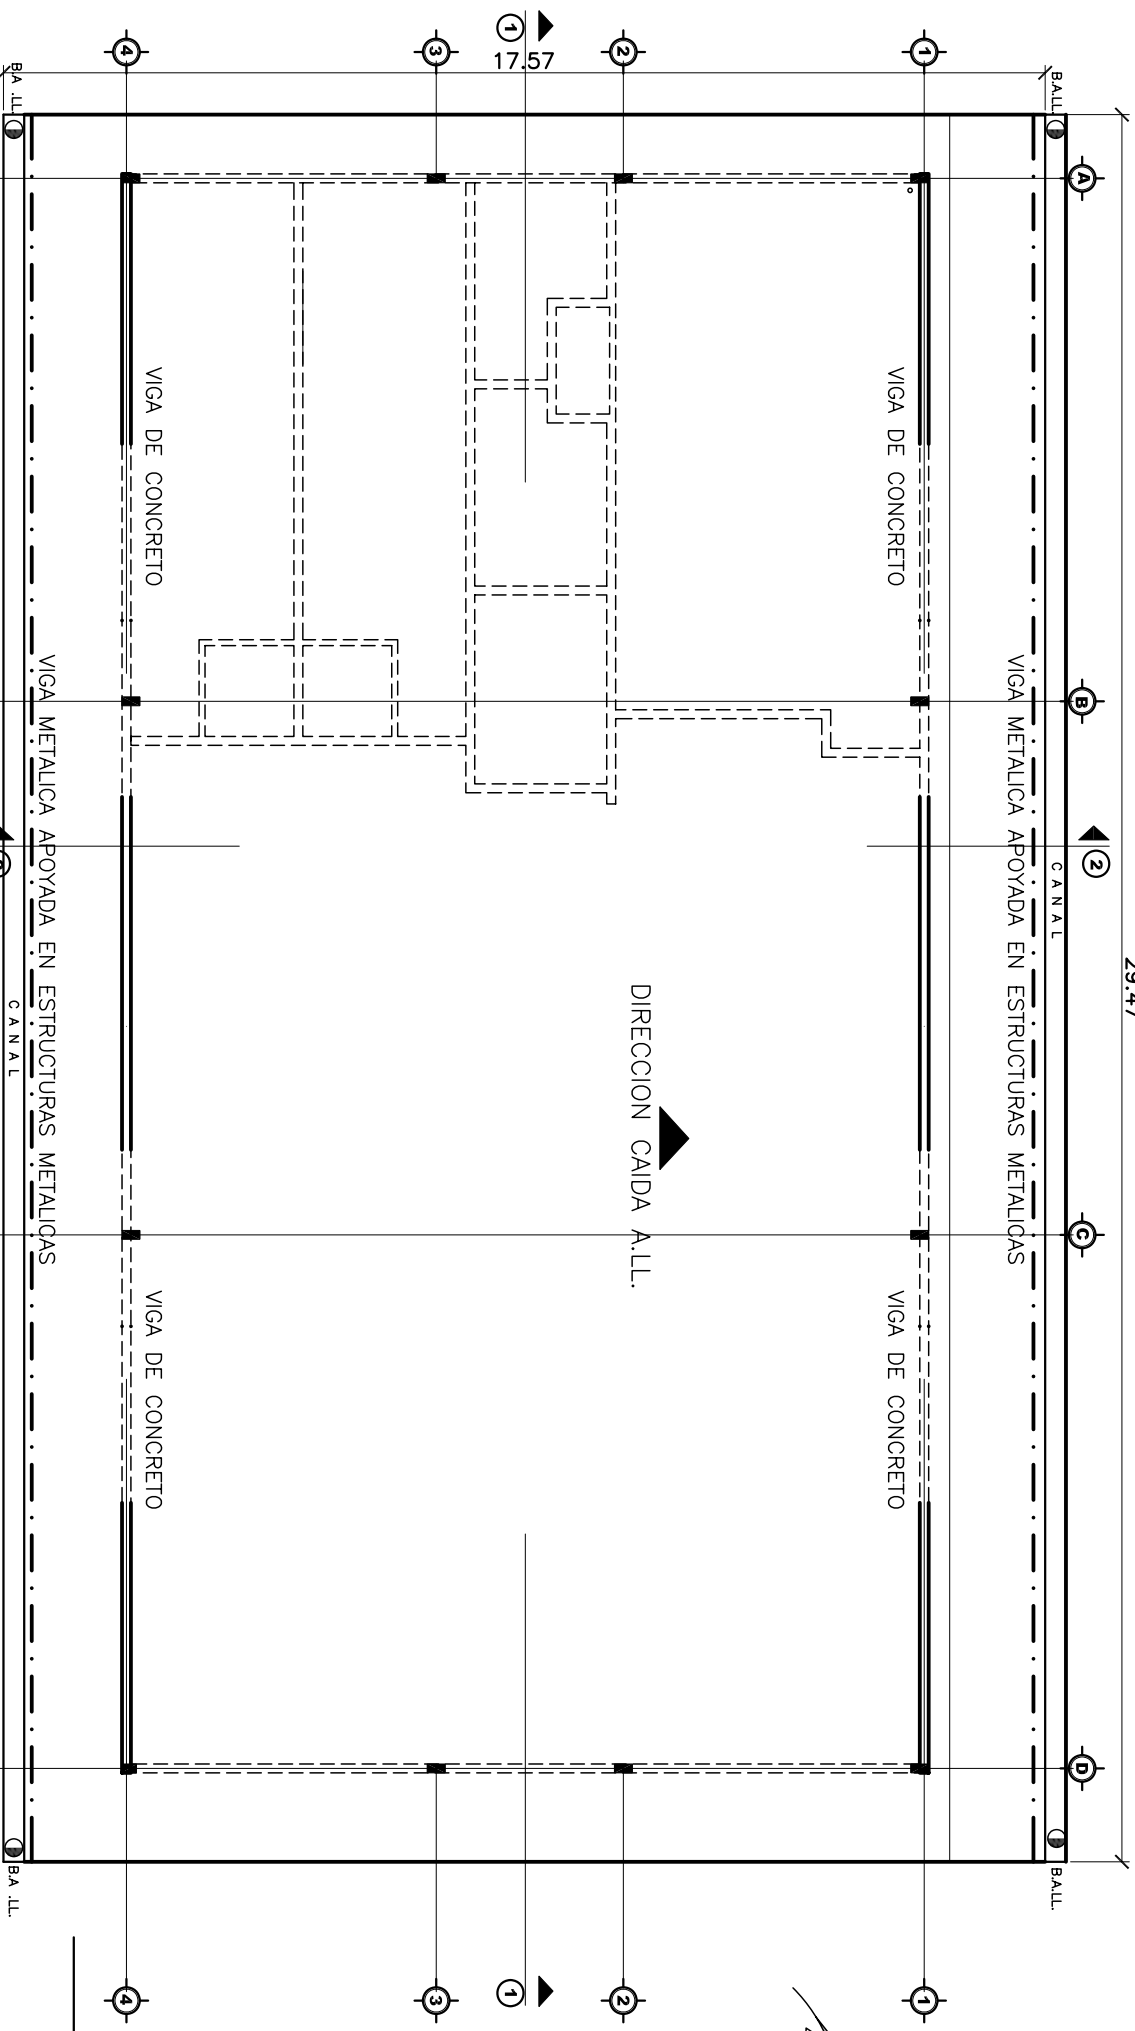 4
3
1
17.57
2
1
B.A .LL.
B.A.LL.
A
29.47
VIGA DE CONCRETO
VIGA DE CONCRETO
B
VIGA METALICA APOYADA EN ESTRUCTURAS METALICAS
VIGA METALICA APOYADA EN ESTRUCTURAS METALICAS
2
C A N A L
C A N A L
DIRECCION CAIDA A.LL.
C
VIGA DE CONCRETO
VIGA DE CONCRETO
D
B.A .LL.
B.A.LL.
4
3
1
2
1